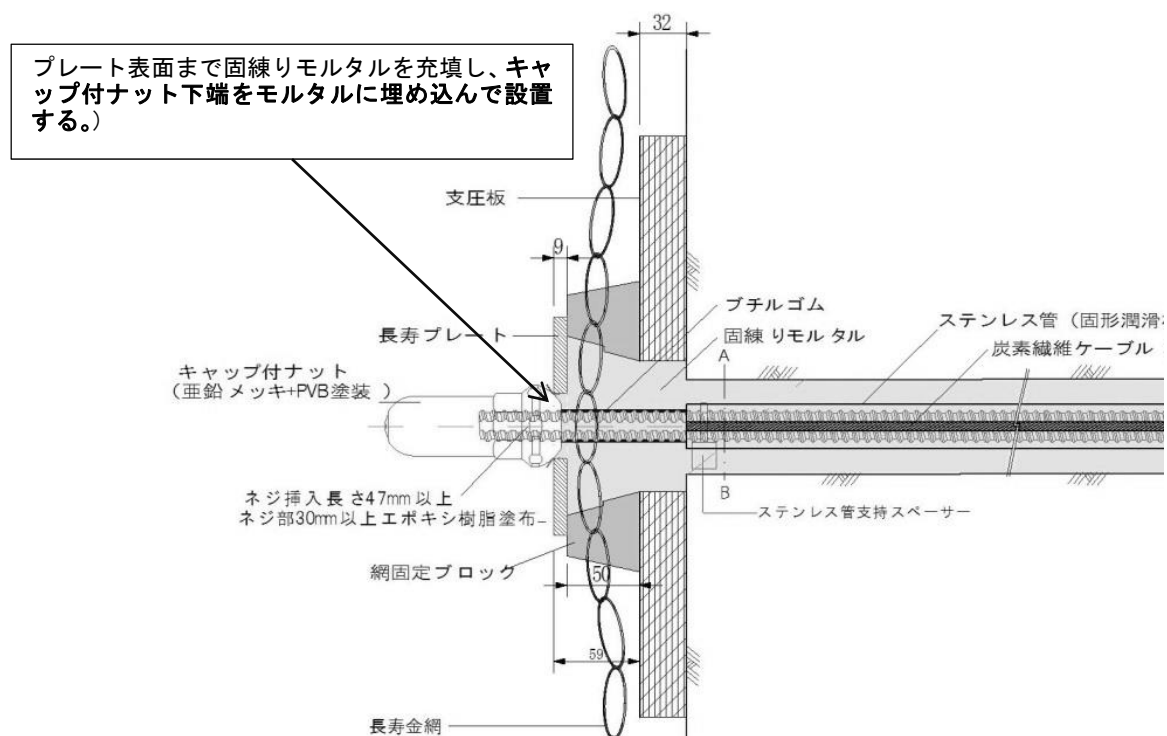 32
プレート表面まで固練りモルタルを充填し、キャ
ップ付ナット下端をモルタルに埋め込んで設置
する。)
支圧板
9
長寿プレート
キャップ付ナット
(亜鉛メッキ+PVB塗装)
ブチルゴム
固練りモルタル
ステンレス管(固形潤滑
炭素繊維ケーブル
A
B
ネジ挿入長さ47mm以上
ネジ部30mm以上エポキシ樹脂塗布
ステンレス管支持スペーサー
網固定ブロック
50
59
長寿金網